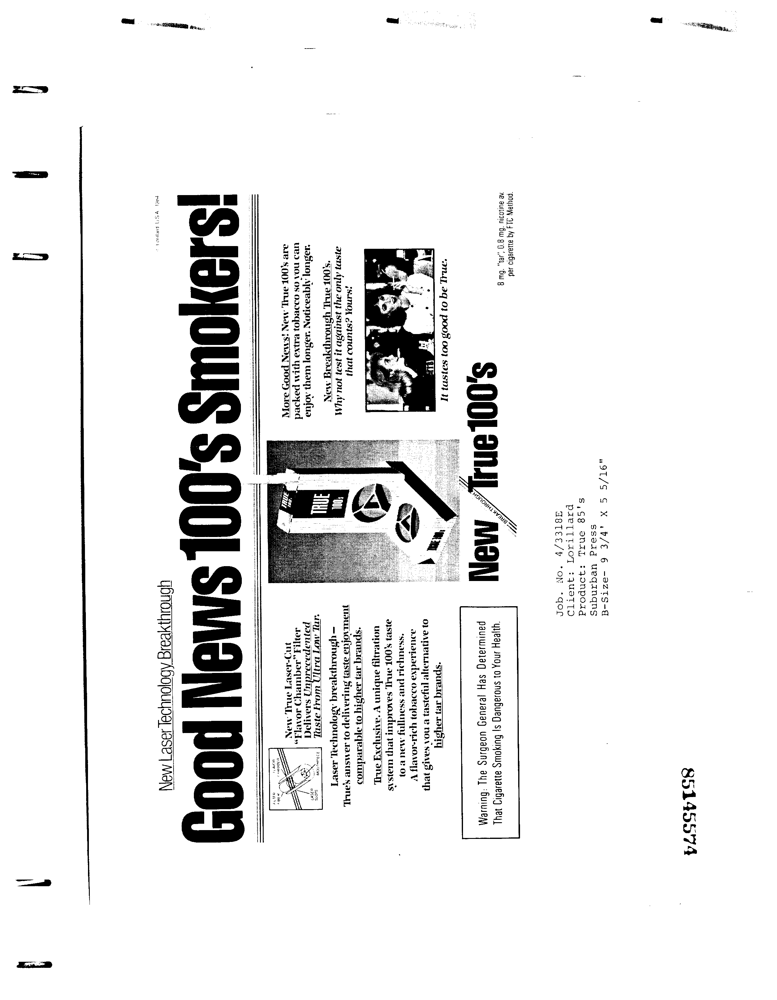 © Lorillard U.S.A. 1984
New Laser Technology Breakthrough
Good News 100's Smokers!
New True Laser-Cut
"Flavor Chamber" Filter
Delivers Unprecedented
Taste From Ultra Low Tar.
Laser Technology breakthrough—
True's answer to delivering taste enjoyment
comparable to higher tar brands.
True Exclusive. A unique filtration
system that improves True 100's taste
to a new fullness and richness.
A flavor-rich tobacco experience
that gives you a tasteful alternative to
higher tar brands.
LASER
SLOTS
TRUE
TRUE
100s
More Good News! New True 100's are
packed with extra tobacco so you can
enjoy them longer. Noticeably longer.
New Breakthrough True 100's.
Why not test it against the only taste
that counts? Yours!
It tastes too good to be True.
New True 100's
BREAKTHROUGH
Warning: The Surgeon General Has Determined
That Cigarette Smoking Is Dangerous to Your Health.
8 mg. "tar", 0.8 mg. nicotine av.
per cigarette by FTC Method.
Job. No. 4/3318E
Client: Lorillard
Product: True 85's
Suburban Press
B-Size- 9 3/4' X 5 5/16"
85145574